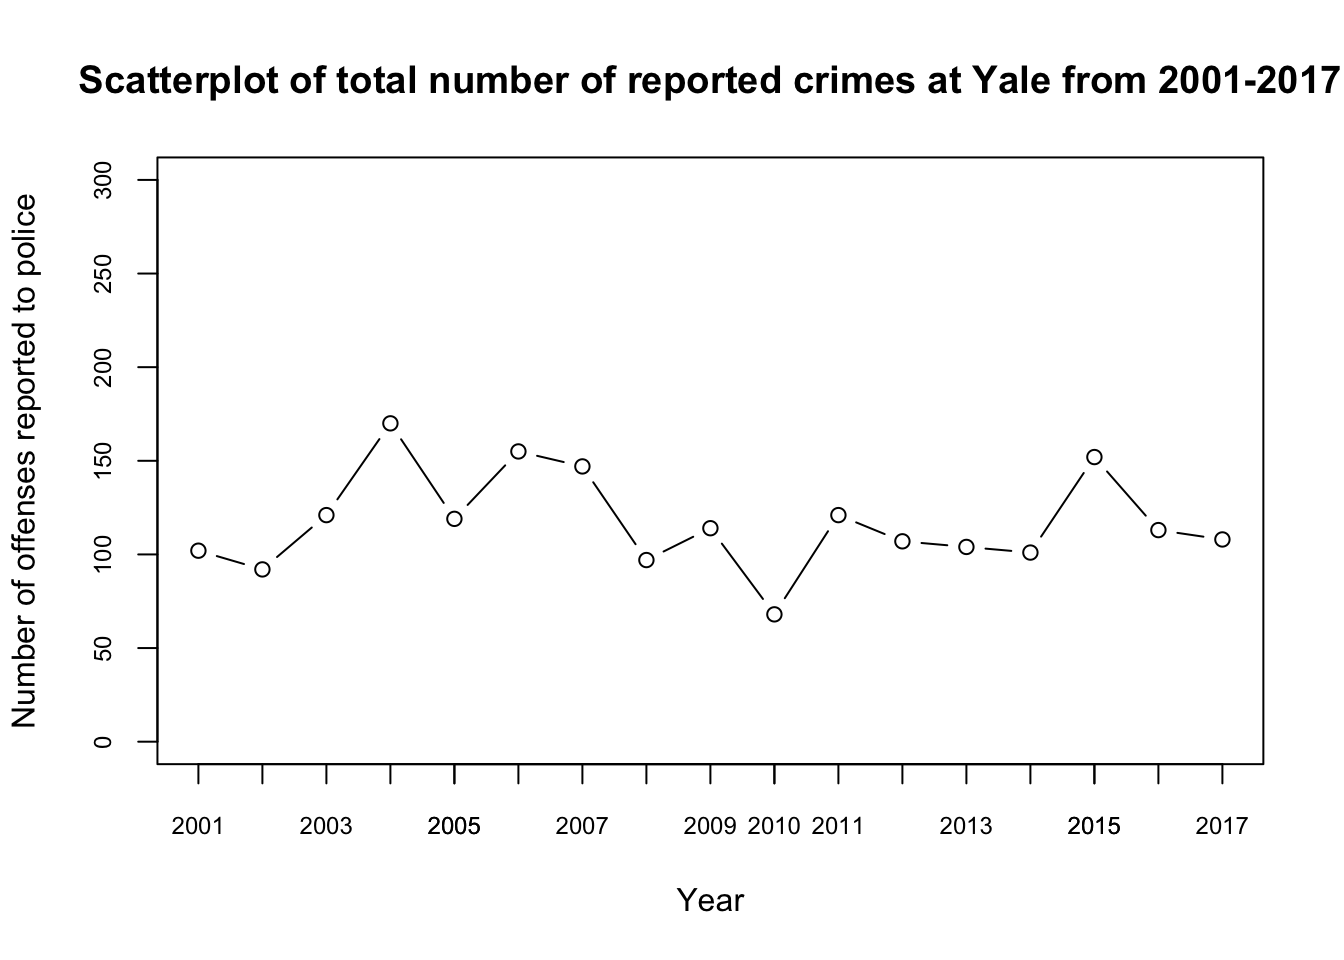 Scatterplot of total number of reported crimes at Yale from 2001-2017
Number of offenses reported to police
300
250
200
150
100
50
0
2001 2003 2005 2007 2009 2010 2011 2013 2015 2017
Year